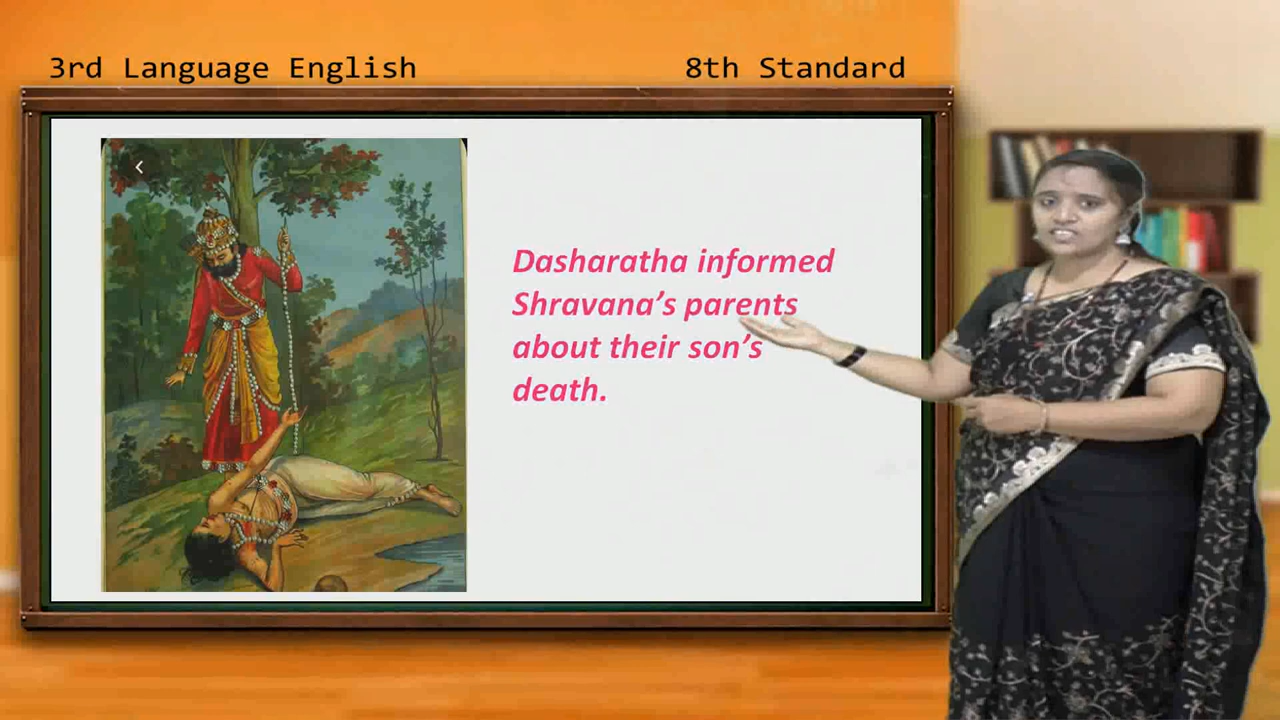 3rd Language English
8th Standard
Dasharatha informed
Shravana's parents
about their son's
death.